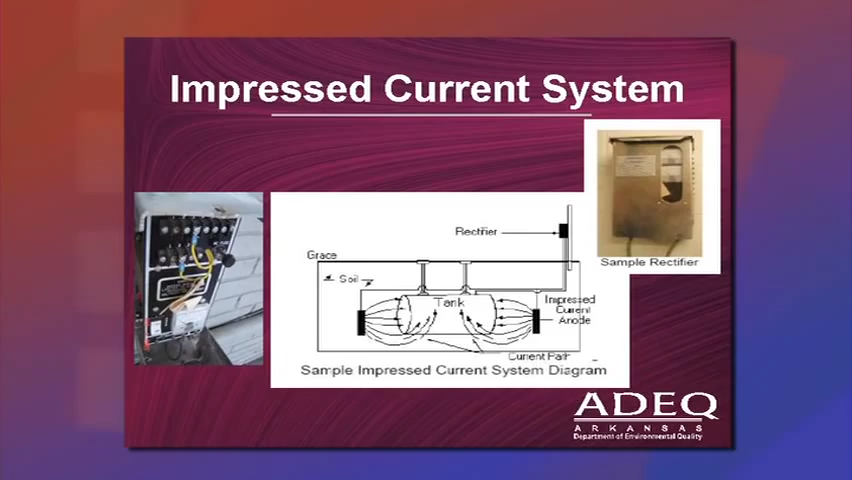 Impressed Current System
Sample Rectifier
Rectifier
Grace
Soil
Tank
Impressed
Current
Anode
Current Path
Sample Impressed Current System Diagram
ADEQ
ARKANSAS
Department of Environmental Quality